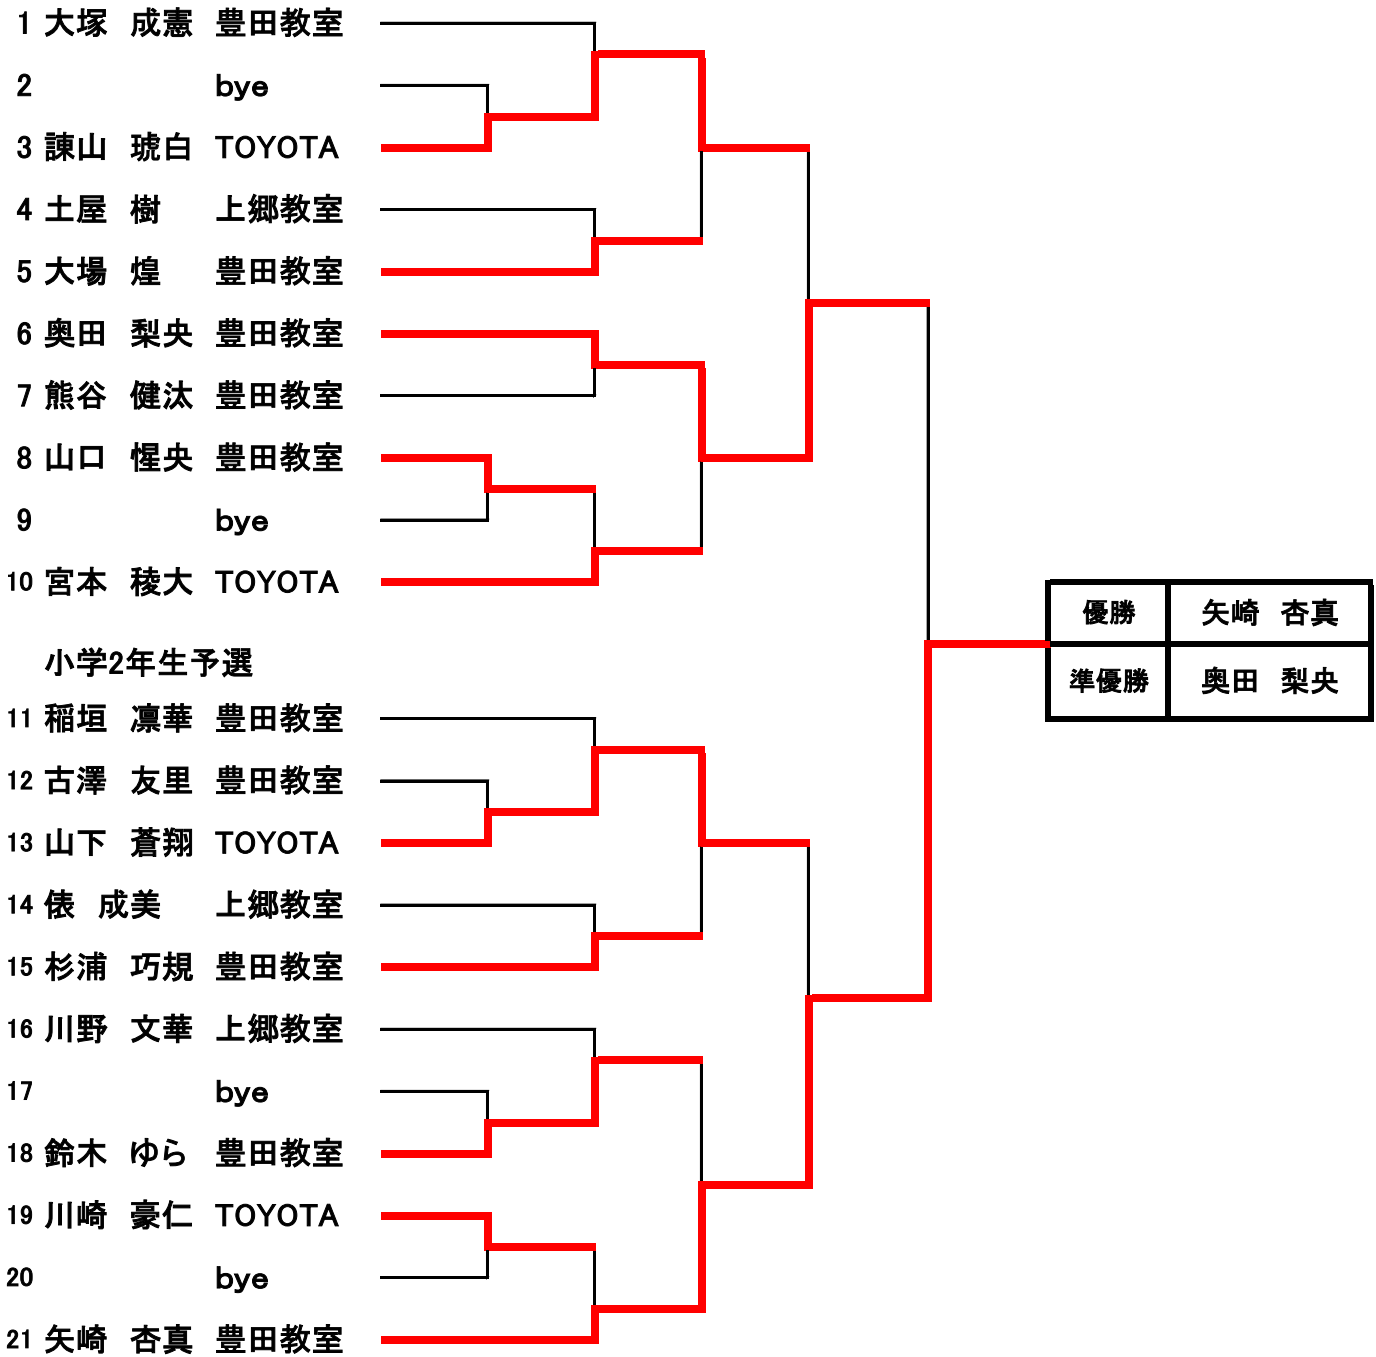 1 大塚 成憲 豊田教室
2 bye
3 諌山 琥白 TOYOTA
4 土屋 樹 上郷教室
5 大場 煌 豊田教室
6 奥田 梨央 豊田教室
7 熊谷 健汰 豊田教室
8 山口 惺央 豊田教室
9 bye
10 宮本 稜大 TOYOTA
優勝 矢崎 杏真
準優勝 奥田 梨央
小学2年生予選
11 稲垣 凛華 豊田教室
12 古澤 友里 豊田教室
13 山下 蒼翔 TOYOTA
14 俵 成美 上郷教室
15 杉浦 巧規 豊田教室
16 川野 文華 上郷教室
17 bye
18 鈴木 ゆら 豊田教室
19 川崎 豪仁 TOYOTA
20 bye
21 矢崎 杏真 豊田教室